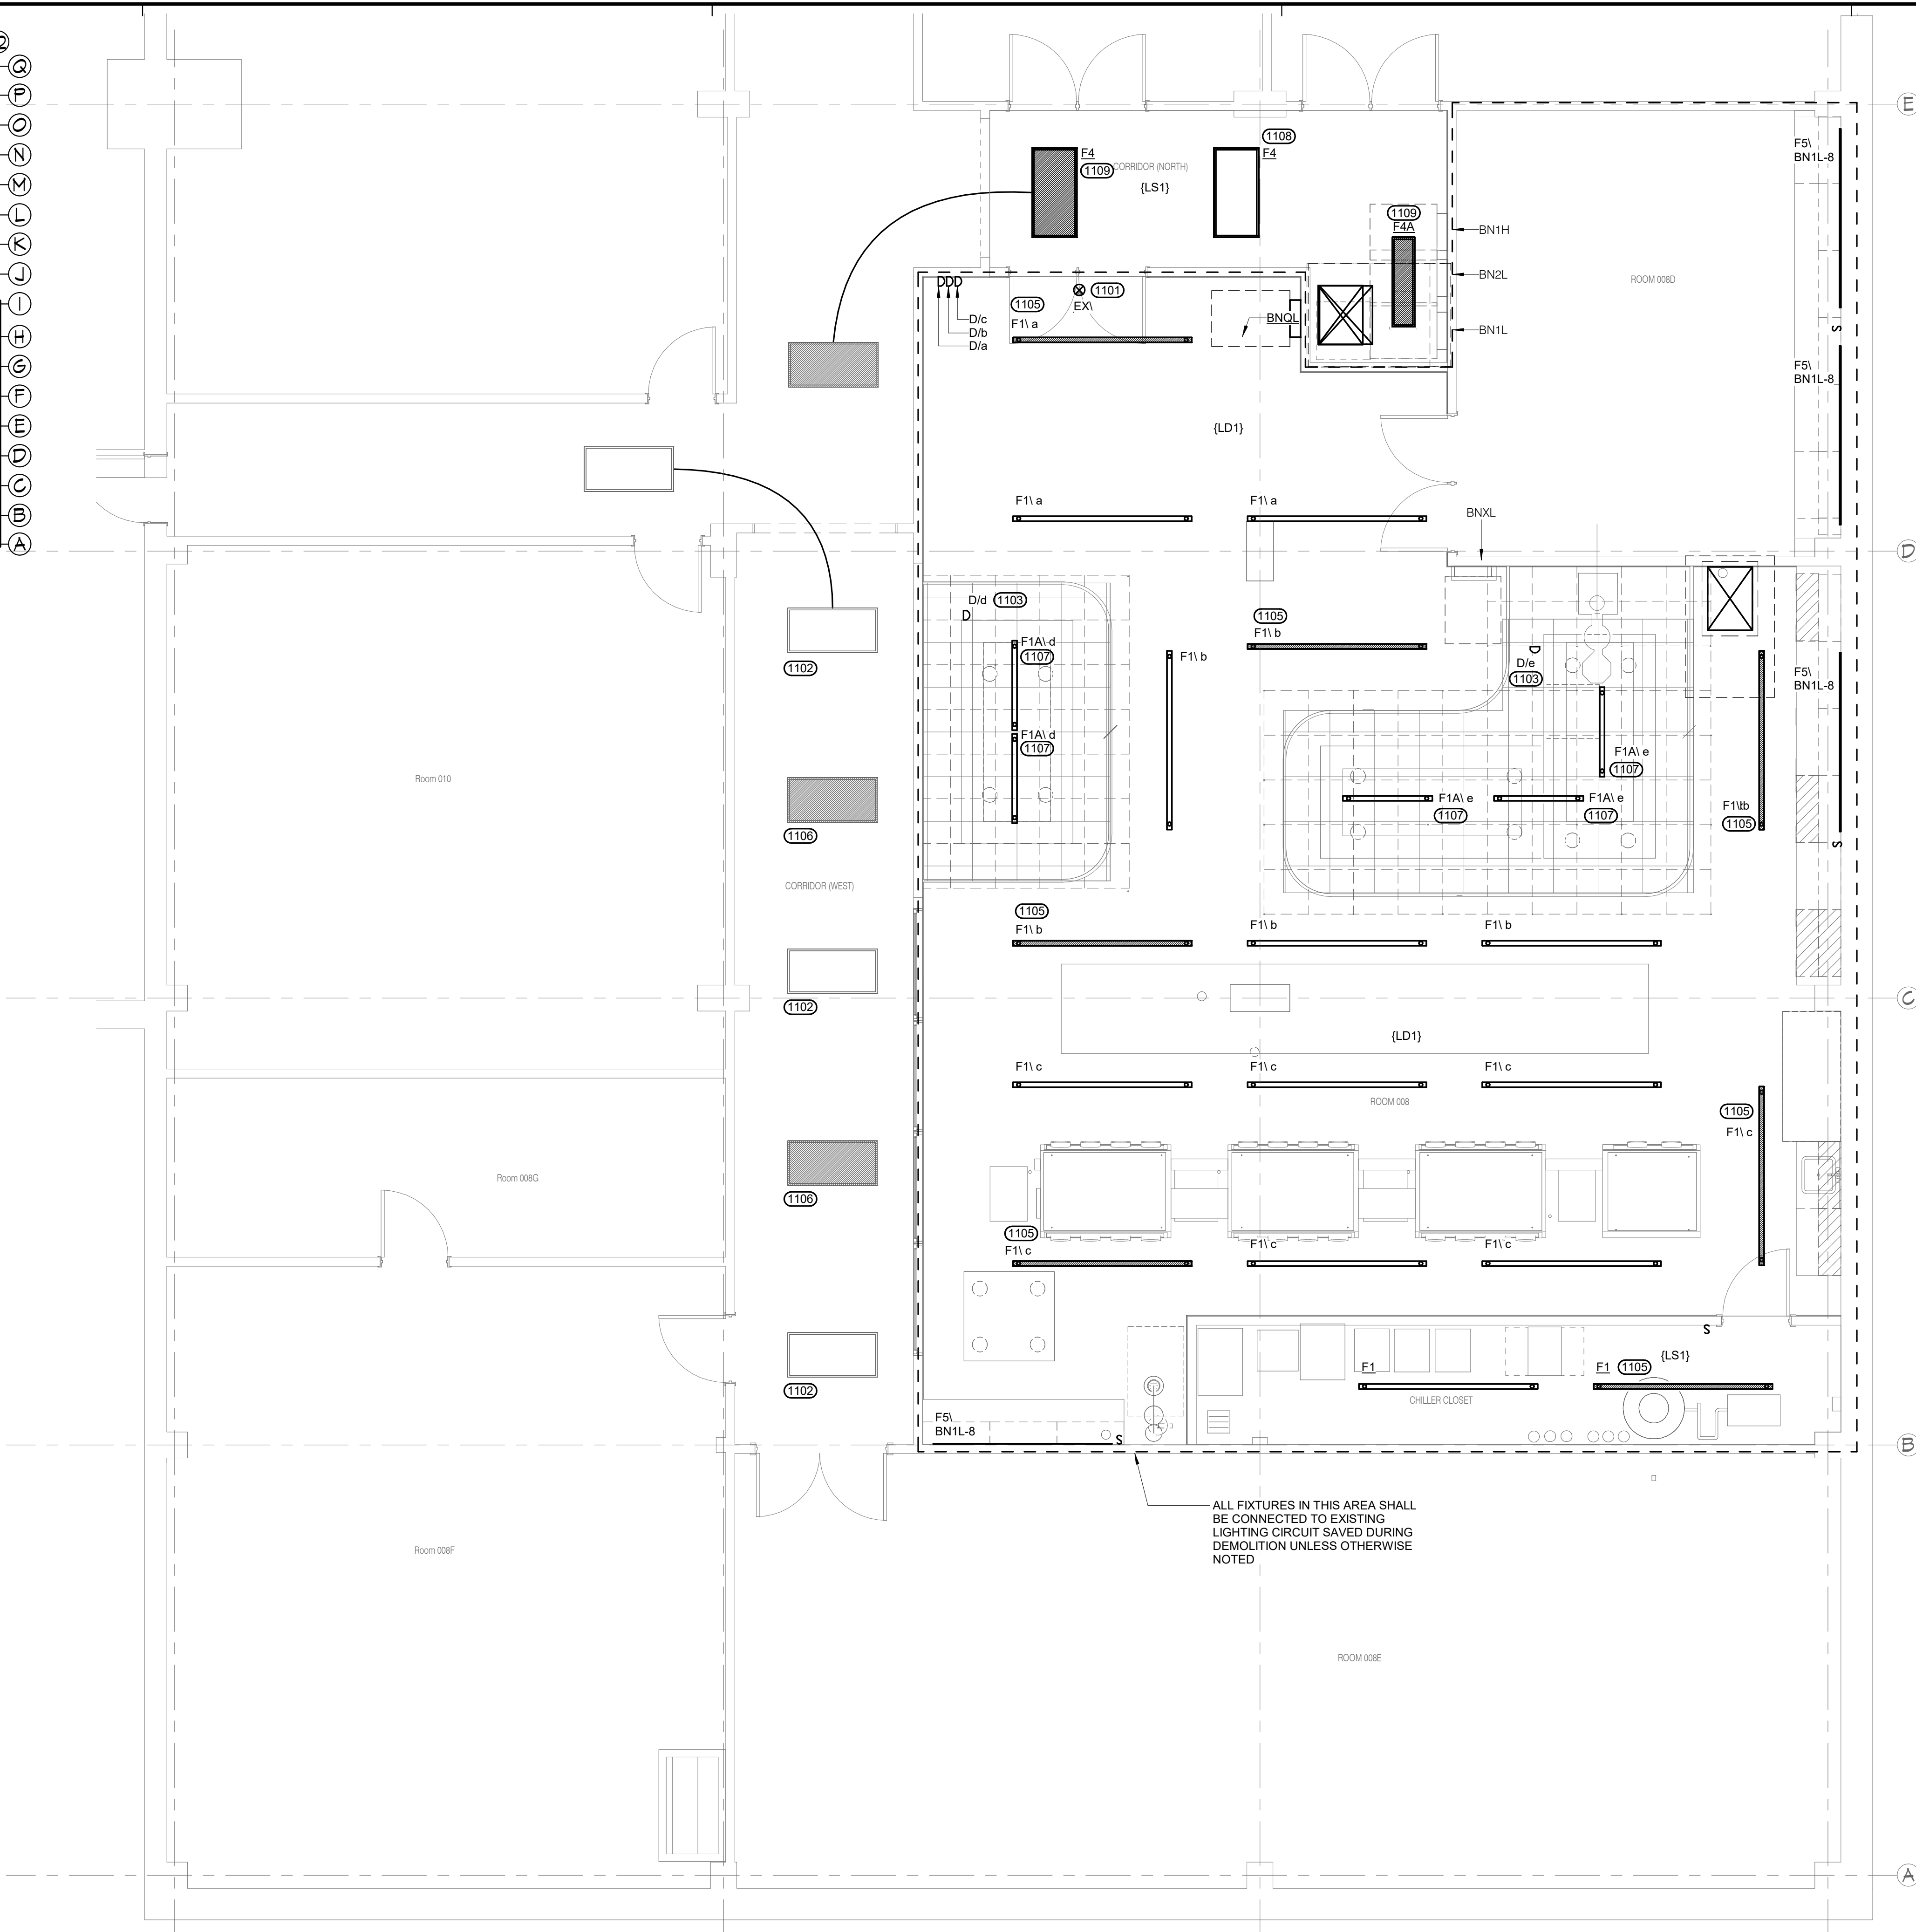 2
Q
P
O
N
M
L
K
J
I
H
G
F
E
D
C
B
A
E
1108
F4
F4
1109
CORRIDOR (NORTH)
{LS1}
F5\
BN1L-8
1109
F4A
BN1H
BN2L
BN1L
ROOM 008D
DDD
D/c
D/b
D/a
1105
F1\ a
1101
EX\
BNQL
S
F5\
BN1L-8
{LD1}
F1\ a
F1\ a
BNXL
D
D/d
1103
D
1105
F1\ b
F1A\ d
1107
F1\ b
D
D/e
1103
1102
F5\
BN1L-8
F1A\ d
1107
F1A\ e
1107
Room 010
F1A\ e
1107
F1A\ e
1107
F1\tb
1105
1106
S
CORRIDOR (WEST)
1105
F1\ b
F1\ b
F1\ b
C
1102
{LD1}
F1\ c
F1\ c
F1\ c
ROOM 008
1105
F1\ c
Room 008G
1106
1105
F1\ c
F1\ c
F1\ c
S
{LS1}
F1
F1
1105
1102
CHILLER CLOSET
F5\
BN1L-8
S
B
ALL FIXTURES IN THIS AREA SHALL
BE CONNECTED TO EXISTING
LIGHTING CIRCUIT SAVED DURING
DEMOLITION UNLESS OTHERWISE
NOTED
Room 008F
ROOM 008E
A